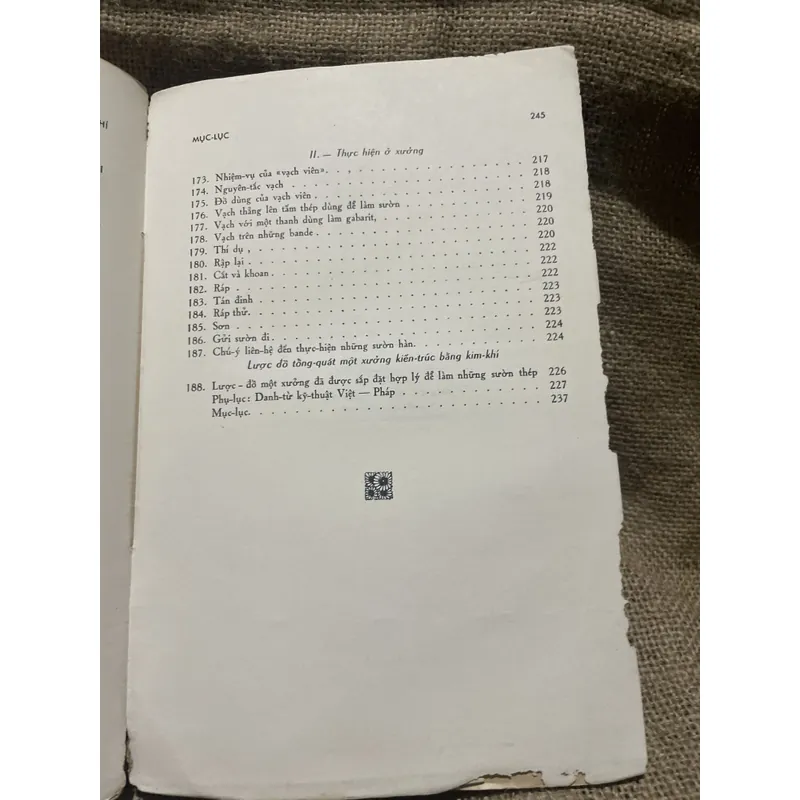 HỊ
I
MỤC-LỤC 245
II. — Thực hiện ở xưởng
173. Nhiệm-vụ của «vạch viên» . . . . . . . . . . 217
174. Nguyên-tắc vạch . . . . . . . . . . 218
175. Đồ dùng của vạch viên . . . . . . . . . . 218
176. Vạch thẳng lên tấm thép dùng để làm sườn . . . . . . . . . . 219
177. Vạch với một thanh dùng làm gabarit, . . . . . . . . . . 220
178. Vạch trên những bande . . . . . . . . . . 220
179. Thí dụ , . . . . . . . . . . 220
180. Rập lại . . . . . . . . . . 222
181. Cắt và khoan . . . . . . . . . . 222
182. Ráp . . . . . . . . . . 222
183. Tán đinh . . . . . . . . . . 223
184. Ráp thử . . . . . . . . . . 223
185. Sơn . . . . . . . . . . 223
186. Gửi sườn đi . . . . . . . . . . 224
187. Chú-ý liên-hệ đến thực-hiện những sườn hàn. . . . . . . . . . . 224
Lược đồ tổng-quát một xưởng kiến-trúc bằng kim-khí
188. Lược-đồ một xưởng đã được sắp đặt hợp lý để làm những sườn thép 226
Phụ-lục: Danh-từ kỹ-thuật Việt — Pháp . . . . . . . . . . 227
Mục-lục. . . . . . . . . . . 237